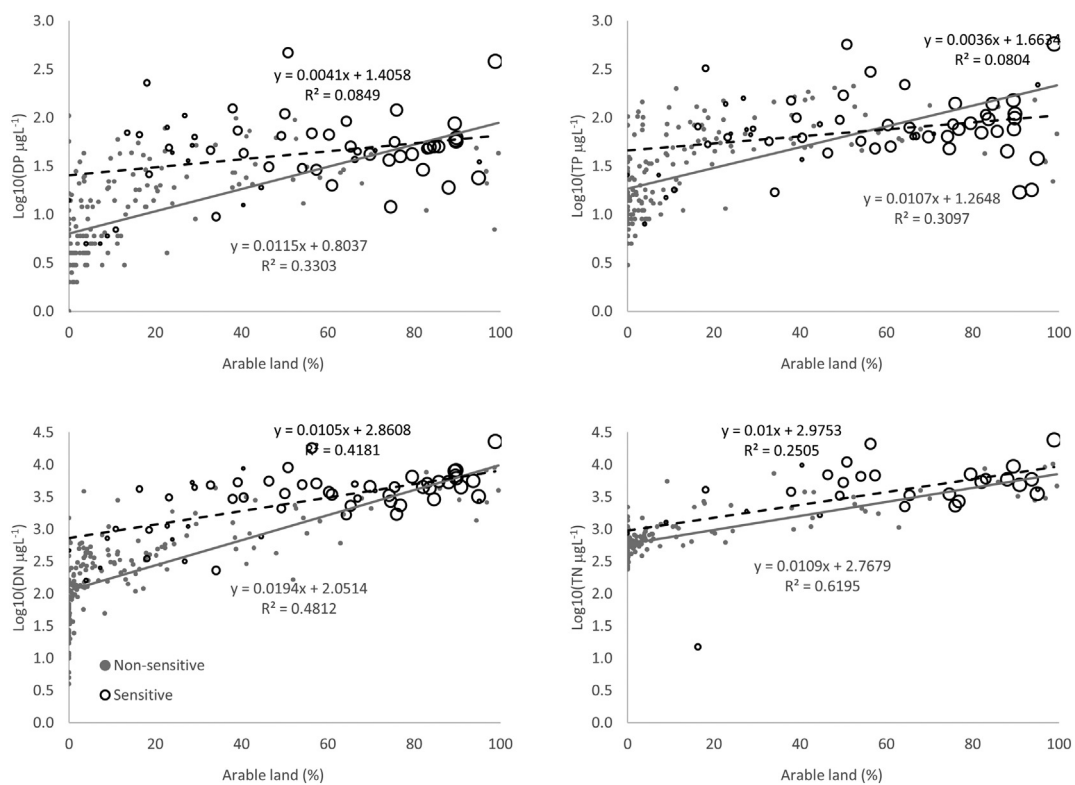 3.0
2.5
2.0
1.5
1.0
0.5
0.0
Log10(DP µgL⁻¹)
y = 0.0041x + 1.4058
R² = 0.0849
y = 0.0115x + 0.8037
R² = 0.3303
0 20 40 60 80 100
Arable land (%)
3.0
2.5
2.0
1.5
1.0
0.5
0.0
Log10(TP µgL⁻¹)
y = 0.0036x + 1.6634
R² = 0.0804
y = 0.0107x + 1.2648
R² = 0.3097
0 20 40 60 80 100
Arable land (%)
4.5
4.0
3.5
3.0
2.5
2.0
1.5
1.0
0.5
0.0
Log10(DN µgL⁻¹)
y = 0.0105x + 2.8608
R² = 0.4181
y = 0.0194x + 2.0514
R² = 0.4812
Non-sensitive
Sensitive
0 20 40 60 80 100
Arable land (%)
4.5
4.0
3.5
3.0
2.5
2.0
1.5
1.0
0.5
0.0
Log10(TN µgL⁻¹)
y = 0.01x + 2.9753
R² = 0.2505
y = 0.0109x + 2.7679
R² = 0.6195
0 20 40 60 80 100
Arable land (%)